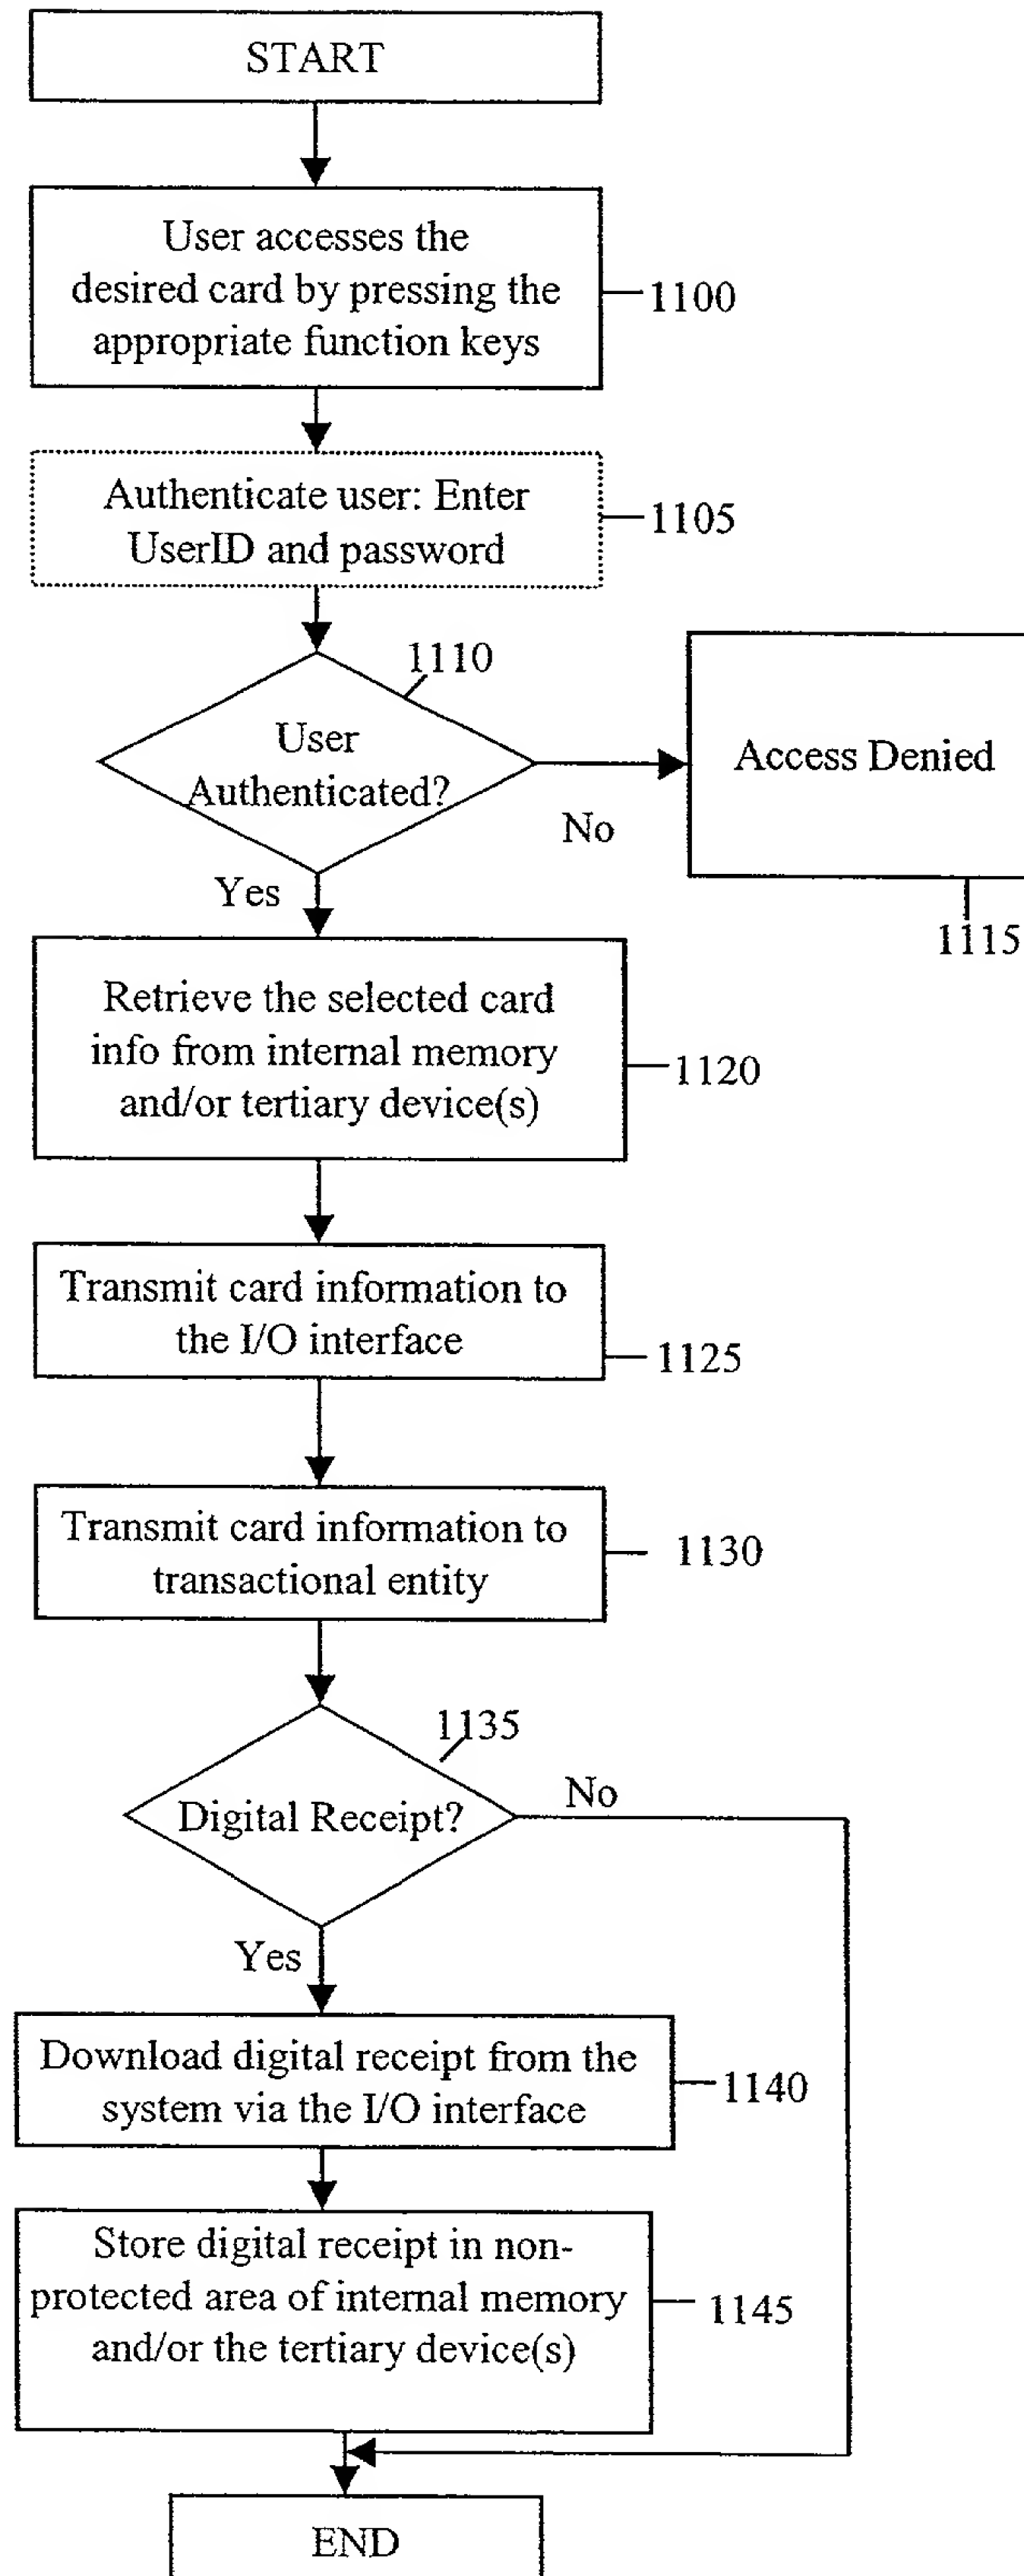 START
User accesses the
desired card by pressing the
appropriate function keys
1100
Authenticate user: Enter
UserID and password
1105
1110
User
Authenticated?
No
Access Denied
1115
Yes
Retrieve the selected card
info from internal memory
and/or tertiary device(s)
1120
Transmit card information to
the I/O interface
1125
Transmit card information to
transactional entity
1130
1135
Digital Receipt?
No
Yes
Download digital receipt from the
system via the I/O interface
1140
Store digital receipt in non-
protected area of internal memory
and/or the tertiary device(s)
1145
END